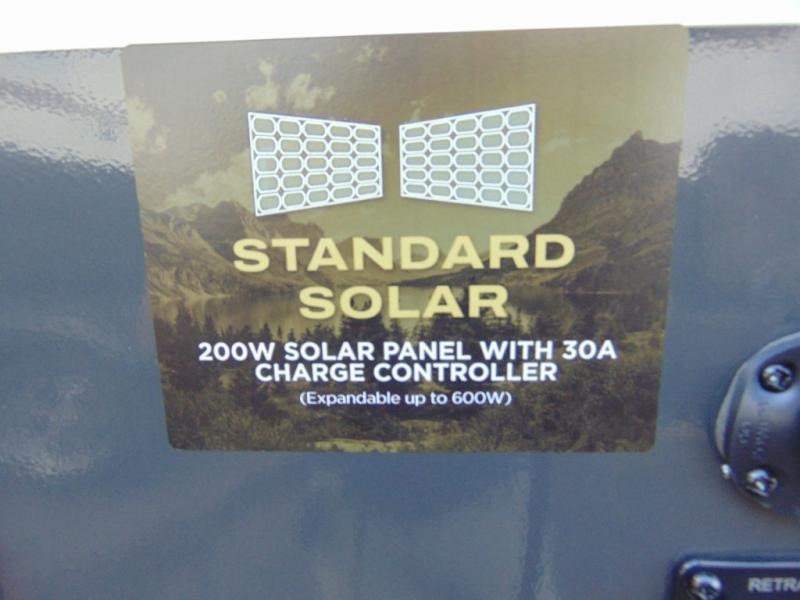 STANDARD
SOLAR
200W SOLAR PANEL WITH 30A
CHARGE CONTROLLER
(Expandable up to 600W)